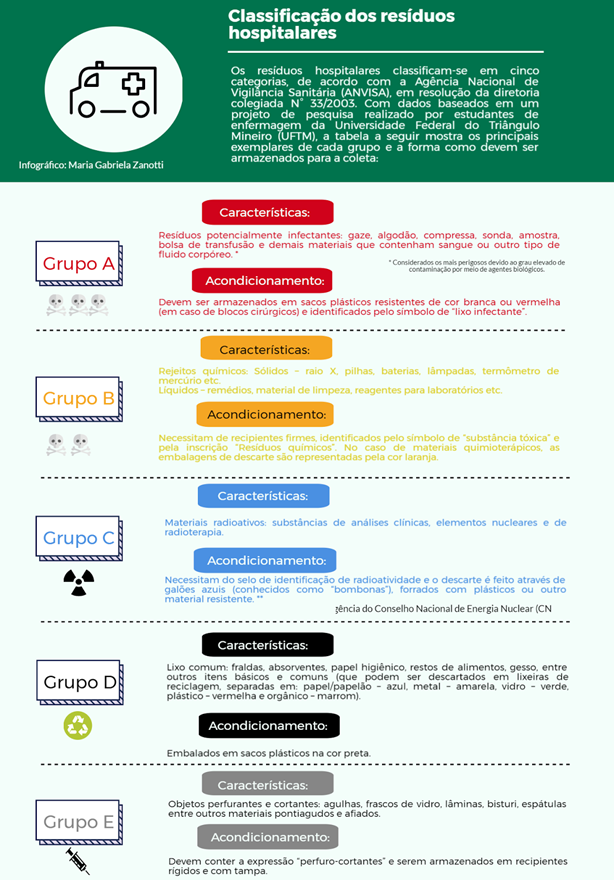 Classificação dos resíduos
hospitalares
Os resíduos hospitalares classificam-se em cinco
categorias, de acordo com a Agência Nacional de
Vigilância Sanitária (ANVISA), em resolução da diretoria
colegiada N° 33/2003. Com dados baseados em um
projeto de pesquisa realizado por estudantes de
enfermagem da Universidade Federal do Triângulo
Mineiro (UFTM), a tabela a seguir mostra os principais
exemplares de cada grupo e a forma como devem ser
armazenados para a coleta:
Infográfico: Maria Gabriela Zanotti
Grupo A
Características:
Resíduos potencialmente infectantes: gaze, algodão, compressa, sonda, amostra,
bolsa de transfusão e demais materiais que contenham sangue ou outro tipo de
fluido corpóreo. *
* Considerados os mais perigosos devido ao grau elevado de
contaminação por meio de agentes biológicos.
Acondicionamento:
Devem ser armazenados em sacos plásticos resistentes de cor branca ou vermelha
(em caso de blocos cirúrgicos) e identificados pelo símbolo de “lixo infectante”.
Grupo B
Características:
Rejeitos químicos: Sólidos – raio X, pilhas, baterias, lâmpadas, termômetro de
mercúrio etc.
Líquidos – remédios, material de limpeza, reagentes para laboratórios etc.
Acondicionamento:
Necessitam de recipientes firmes, identificados pelo símbolo de “substância tóxica” e
pela inscrição “Resíduos químicos”. No caso de materiais quimioterápicos, as
embalagens de descarte são representadas pela cor laranja.
Grupo C
Características:
Materiais radioativos: substâncias de análises clínicas, elementos nucleares e de
radioterapia.
Acondicionamento:
Necessitam do selo de identificação de radioatividade e o descarte é feito através de
galões azuis (conhecidos como “bombonas”), forrados com plásticos ou outro
material resistente. **
gência do Conselho Nacional de Energia Nuclear (CN
Grupo D
Características:
Lixo comum: fraldas, absorventes, papel higiênico, restos de alimentos, gesso, entre
outros itens básicos e comuns (que podem ser descartados em lixeiras de
reciclagem, separadas em: papel/papelão – azul, metal – amarela, vidro – verde,
plástico – vermelha e orgânico – marrom).
Acondicionamento:
Embalados em sacos plásticos na cor preta.
Grupo E
Características:
Objetos perfurantes e cortantes: agulhas, frascos de vidro, lâminas, bisturi, espátulas
entre outros materiais pontiagudos e afiados.
Acondicionamento:
Devem conter a expressão “perfuro-cortantes” e serem armazenados em recipientes
rígidos e com tampa.